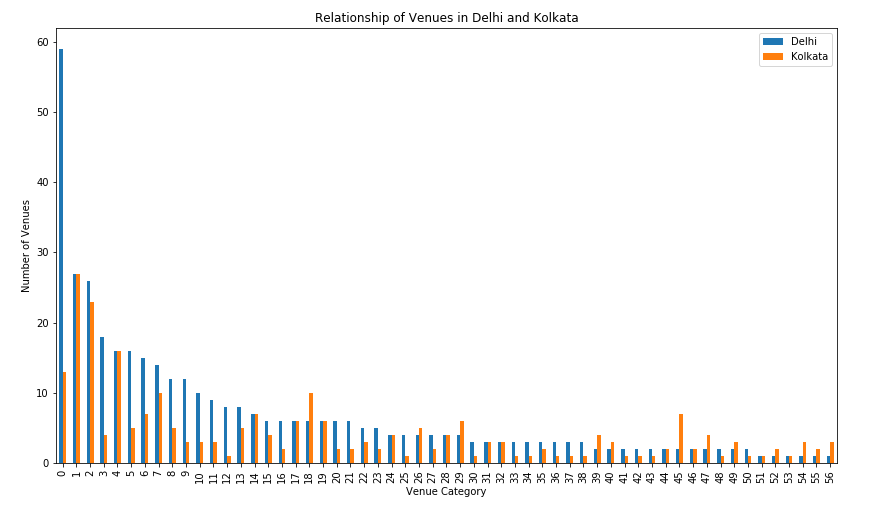 Relationship of Venues in Delhi and Kolkata
Delhi
Kolkata
Number of Venues
60
50
40
30
20
10
0
0 1 2 3 4 5 6 7 8 9 10 11 12 13 14 15 16 17 18 19 20 21 22 23 24 25 26 27 28 29 30 31 32 33 34 35 36 37 38 39 40 41 42 43 44 45 46 47 48 49 50 51 52 53 54 55 56
Venue Category